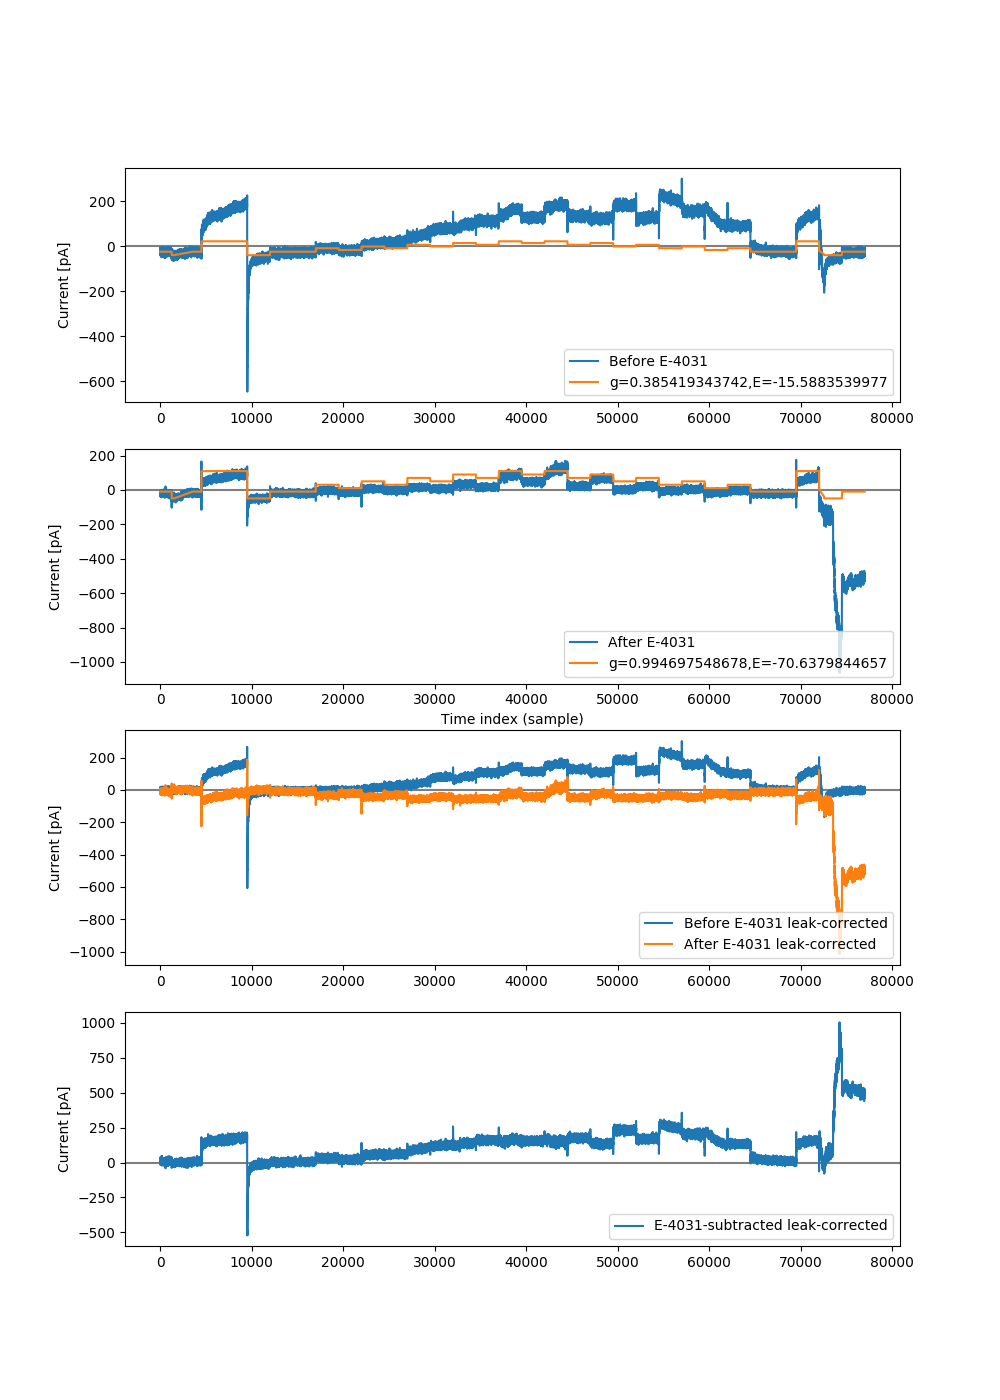 200
0
−200
−400
−600
Current [pA]
Before E-4031
g=0.385419343742,E=-15.5883539977
0 10000 20000 30000 40000 50000 60000 70000 80000
200
0
−200
−400
−600
−800
−1000
Current [pA]
After E-4031
g=0.994697548678,E=-70.6379844657
0 10000 20000 30000 40000 50000 60000 70000 80000
Time index (sample)
200
0
−200
−400
−600
−800
−1000
Current [pA]
Before E-4031 leak-corrected
After E-4031 leak-corrected
0 10000 20000 30000 40000 50000 60000 70000 80000
1000
750
500
250
0
−250
−500
Current [pA]
E-4031-subtracted leak-corrected
0 10000 20000 30000 40000 50000 60000 70000 80000